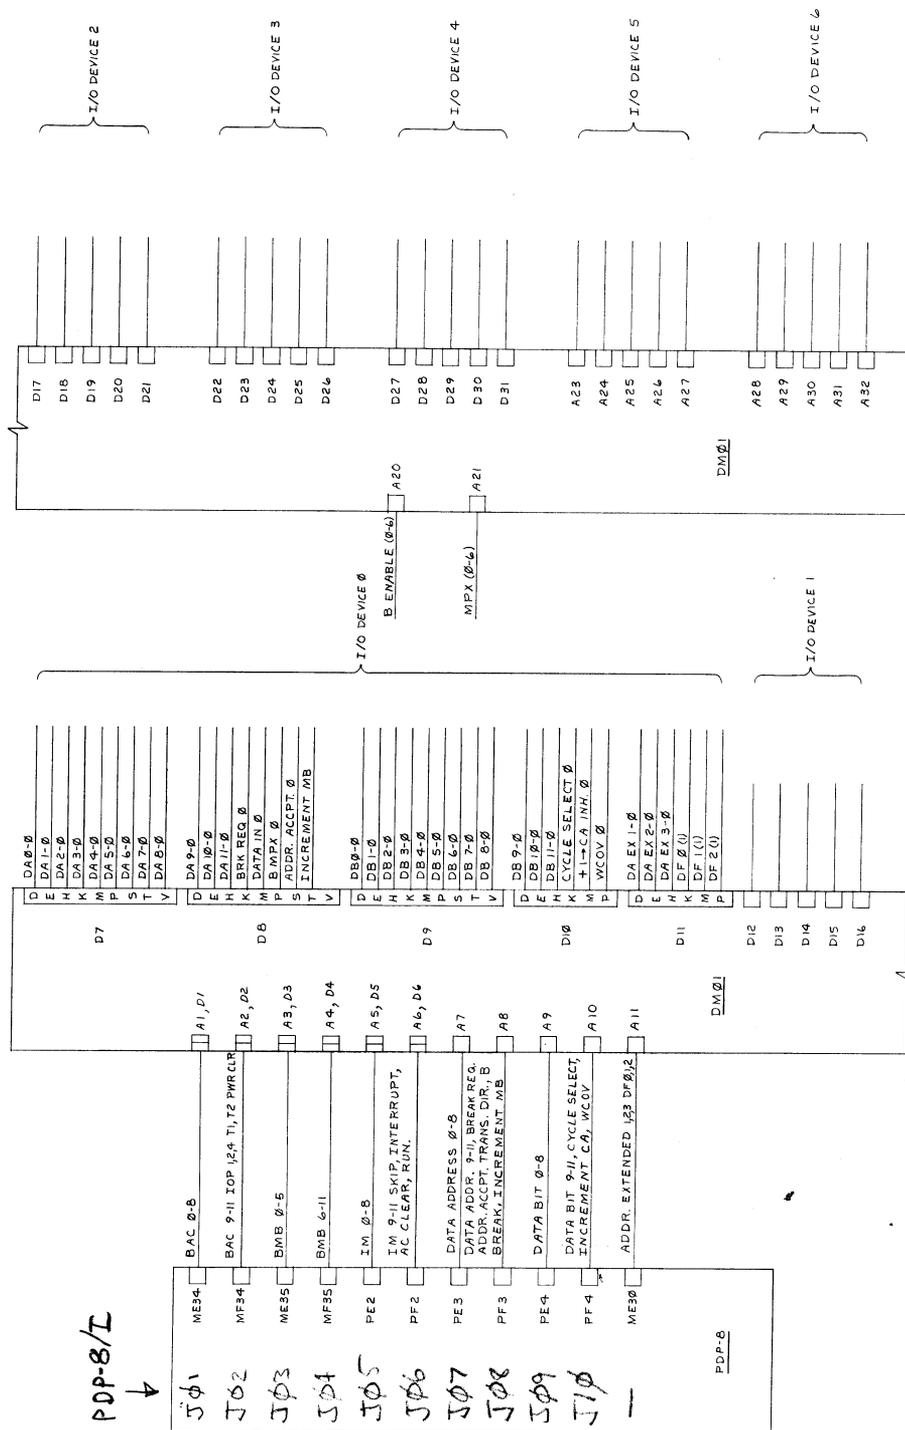 I/O DEVICE 2
I/O DEVICE 3
I/O DEVICE 4
I/O DEVICE 5
I/O DEVICE 6
D17
D18
D19
D20
D21
D22
D23
D24
D25
D26
D27
D28
D29
D30
D31
A23
A24
A25
A26
A27
A28
A29
A30
A31
A32
DMØ1
A20
A21
B ENABLE (Ø-6)
MPX (Ø-6)
I/O DEVICE Ø
I/O DEVICE 1
DAØ-Ø
DA1-Ø
DA2-Ø
DA3-Ø
DA4-Ø
DA5-Ø
DA6-Ø
DA7-Ø
DA8-Ø
D
E
H
K
M
P
S
T
V
D7
DA9-Ø
DA1Ø-Ø
DA11-Ø
BRK REQ Ø
DATA IN Ø
B MPX Ø
ADDR. ACCPT. Ø
INCREMENT MB
D
E
H
K
M
P
S
T
V
D8
DBØ-Ø
DB1-Ø
DB2-Ø
DB3-Ø
DB4-Ø
DB5-Ø
DB6-Ø
DB7-Ø
DB8-Ø
D
E
H
K
M
P
S
T
V
D9
DB9-Ø
DB1Ø-Ø
DB11-Ø
CYCLE SELECT Ø
+1→CA INH. Ø
WCOV Ø
D
E
H
K
M
P
D1Ø
DA EX 1-Ø
DA EX 2-Ø
DA EX 3-Ø
DF Ø (1)
DF 1 (1)
DF 2 (1)
D
E
H
K
M
P
D11
D12
D13
D14
D15
D16
DMØ1
A1, D1
A2, D2
A3, D3
A4, D4
A5, D5
A6, D6
A7
A8
A9
A10
A11
BAC Ø-8
BAC 9-11 IOP 1,2,4 T1,T2 PWR CLR
BMB Ø-5
BMB 6-11
IM Ø-8
IM 9-11 SKIP, INTERRUPT,
AC CLEAR, RUN.
DATA ADDRESS Ø-8
DATA ADDR. 9-11, BREAK REQ.
ADDR. ACCPT. TRANS. DIR., B
BREAK, INCREMENT MB
DATA BIT Ø-8
DATA BIT 9-11, CYCLE SELECT,
INCREMENT CA, WCOV
ADDR. EXTENDED 1,2,3 DFØ,1,2
ME34
MF34
ME35
MF35
PE2
PF2
PE3
PF3
PE4
PF4
ME3Ø
PDP-8
PDP-8/I
JØ1
JØ2
JØ3
JØ4
JØ5
JØ6
JØ7
JØ8
JØ9
J1Ø
—